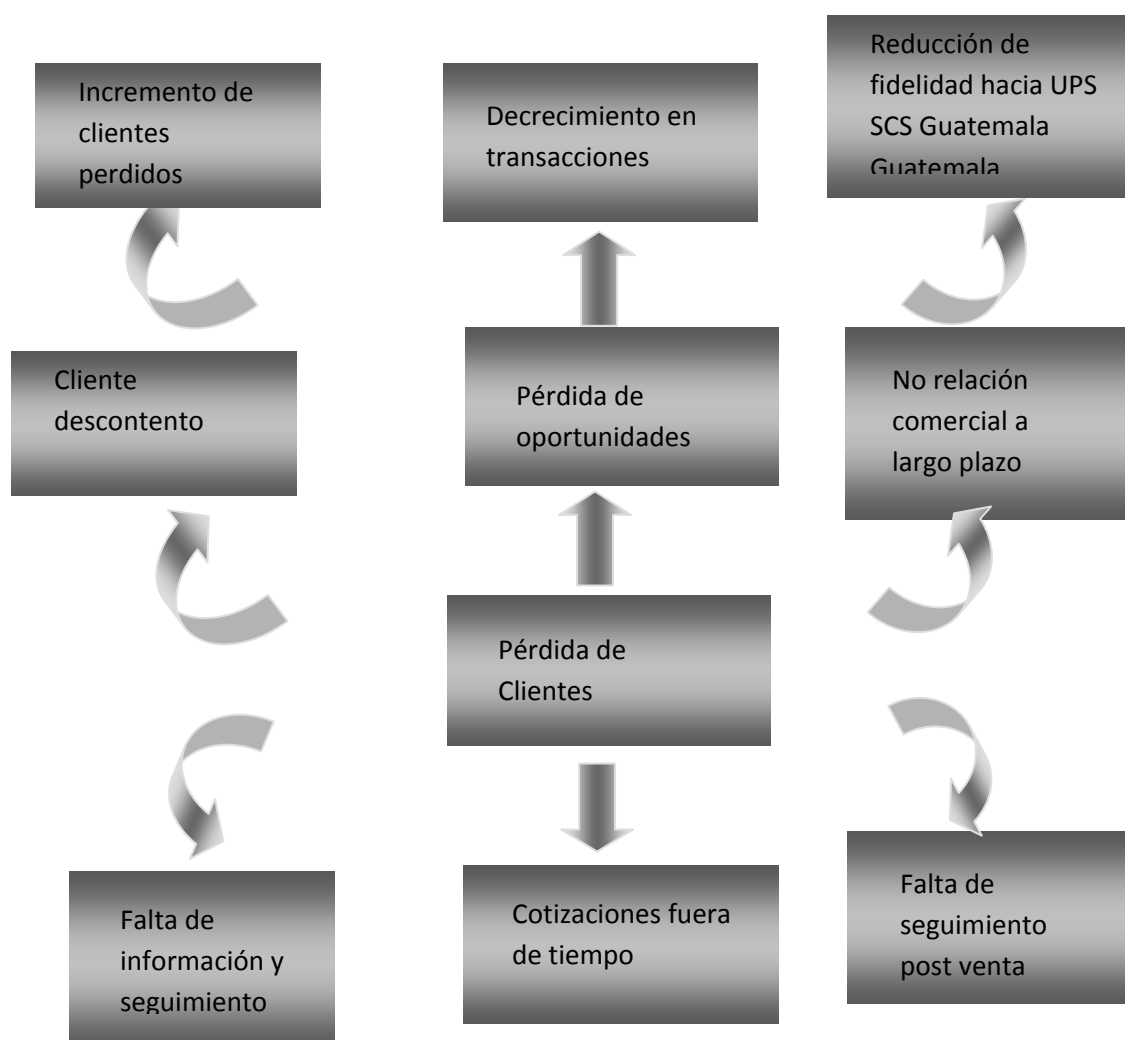 Incremento de
clientes
perdidos
Decrecimiento en
transacciones
Reducción de
fidelidad hacia UPS
SCS Guatemala
Guatemala
Cliente
descontento
Pérdida de
oportunidades
No relación
comercial a
largo plazo
Pérdida de
Clientes
Falta de
información y
seguimiento
Cotizaciones fuera
de tiempo
Falta de
seguimiento
post venta